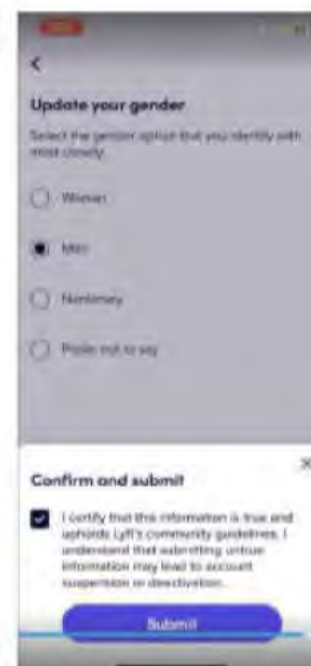 Update your gender
Select the gender option that you identify with
most closely.
Woman
Man
Nonbinary
Prefer not to say
Confirm and submit
I certify that this information is true and
upholds Lyft's community guidelines. I
understand that submitting untrue
information may lead to account
suspension or deactivation.
Submit